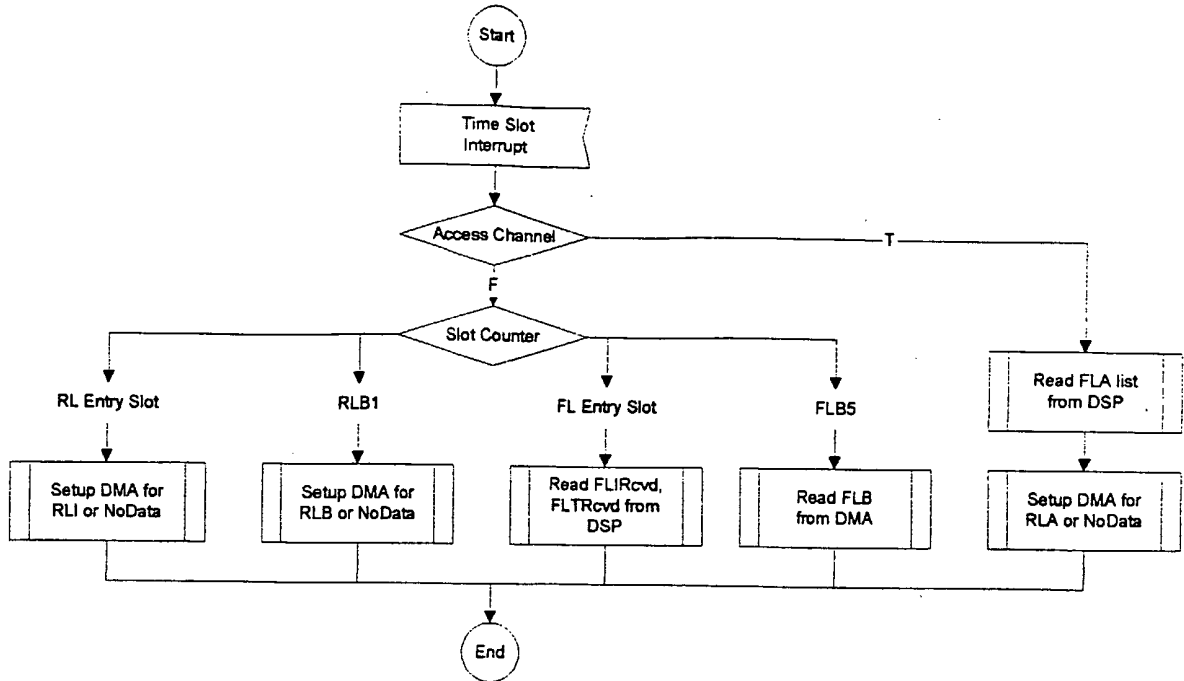 Start
Time Slot
Interrupt
Access Channel
T
F
Slot Counter
RL Entry Slot
RLB1
FL Entry Slot
FLB5
Read FLA list
from DSP
Setup DMA for
RLI or NoData
Setup DMA for
RLB or NoData
Read FLIRcvd,
FLTRcvd from
DSP
Read FLB
from DMA
Setup DMA for
RLA or NoData
End